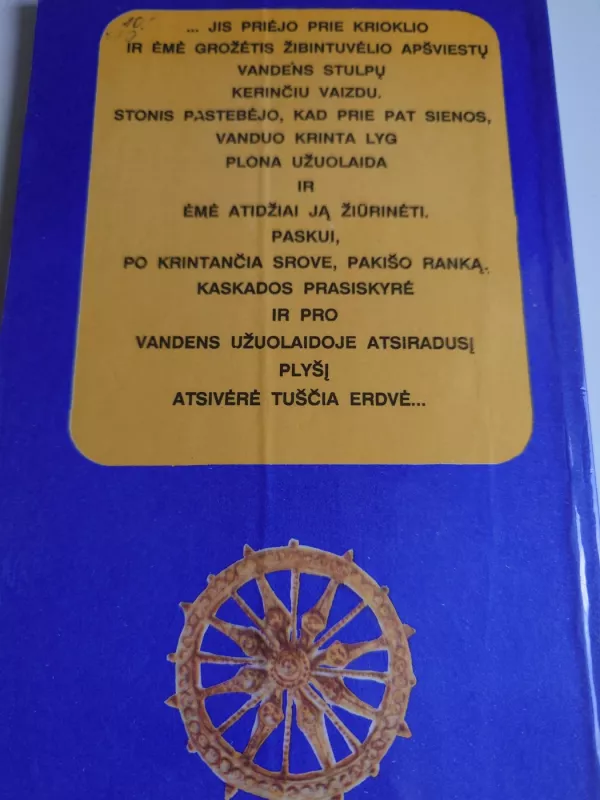 ... JIS PRIĖJO PRIE KRIOKLIO
IR ĖMĖ GROŽĖTIS ŽIBINTUVĖLIO APŠVIESTŲ
VANDENS STULPŲ
KERINČIU VAIZDU.
STONIS PASTEBĖJO, KAD PRIE PAT SIENOS,
VANDUO KRINTA LYG
PLONA UŽUOLAIDA
IR
ĖMĖ ATIDŽIAI JĄ ŽIŪRINĖTI.
PASKUI,
PO KRINTANČIA SROVE, PAKIŠO RANKĄ.
KASKADOS PRASISKYRĖ
IR PRO
VANDENS UŽUOLAIDOJE ATSIRADUSĮ
PLYŠĮ
ATSIVĖRĖ TUŠČIA ERDVĖ...